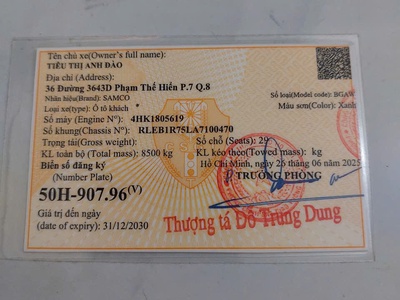 Tên chủ xe(Owner's full name):
TIÊU THỊ ANH ĐÀO
Địa chỉ (Address):
36 Đường 3643D Phạm Thế Hiển P.7 Q.8
Nhãn hiệu(Brand): SAMCO Số loại(Model code): BGAW
Loại xe(type): Ô tô khách Màu sơn(Color): Xanh
Số máy (Engine №): 4HK1805619
Số khung(Chassis №): RLEB1R75LA7100470
Trọng tải(Gross weight): Số chỗ (Seats): 29
KL toàn bộ (Total mass): 8500 kg KL kéo theo(Towed mass): kg
Biển số đăng ký Hồ Chí Minh, ngày 25 tháng 06 năm 2025
(Number Plate) TRƯỞNG PHÒNG
50H-907.96(V)
Giá trị đến ngày
(date of expiry): 31/12/2030
Thượng tá Đỗ Trung Dung